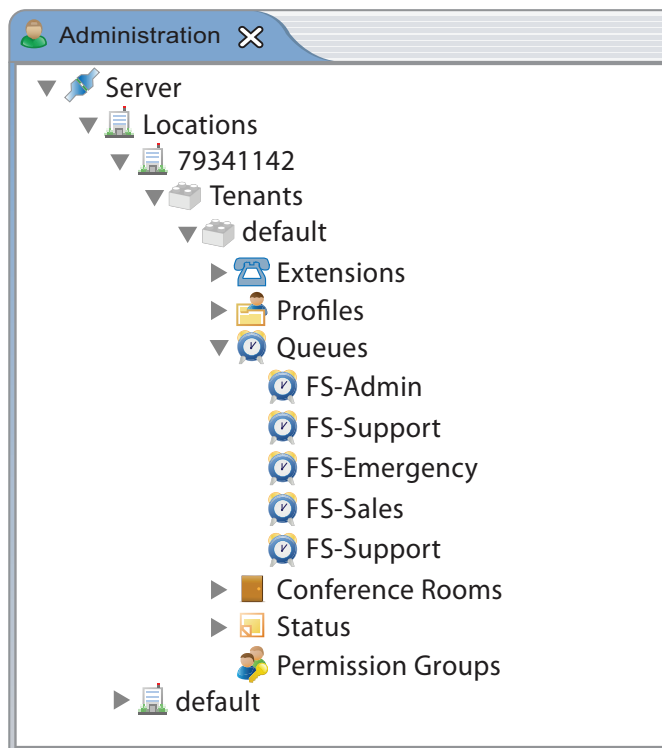 Administration
Server
Locations
79341142
Tenants
default
Extensions
Profiles
Queues
FS-Admin
FS-Support
FS-Emergency
FS-Sales
FS-Support
Conference Rooms
Status
Permission Groups
default